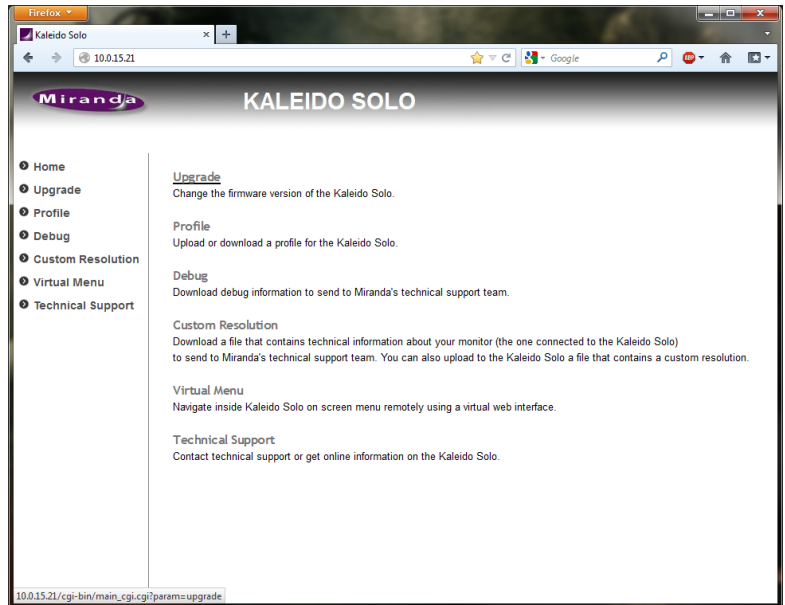 Firefox
Kaleido Solo
10.0.15.21
Google
ABP
Miranda
KALEIDO SOLO
Home
Upgrade
Profile
Debug
Custom Resolution
Virtual Menu
Technical Support
Upgrade
Change the firmware version of the Kaleido Solo.
Profile
Upload or download a profile for the Kaleido Solo.
Debug
Download debug information to send to Miranda's technical support team.
Custom Resolution
Download a file that contains technical information about your monitor (the one connected to the Kaleido Solo)
to send to Miranda's technical support team. You can also upload to the Kaleido Solo a file that contains a custom resolution.
Virtual Menu
Navigate inside Kaleido Solo on screen menu remotely using a virtual web interface.
Technical Support
Contact technical support or get online information on the Kaleido Solo.
10.0.15.21/cgi-bin/main_cgi.cgi?param=upgrade